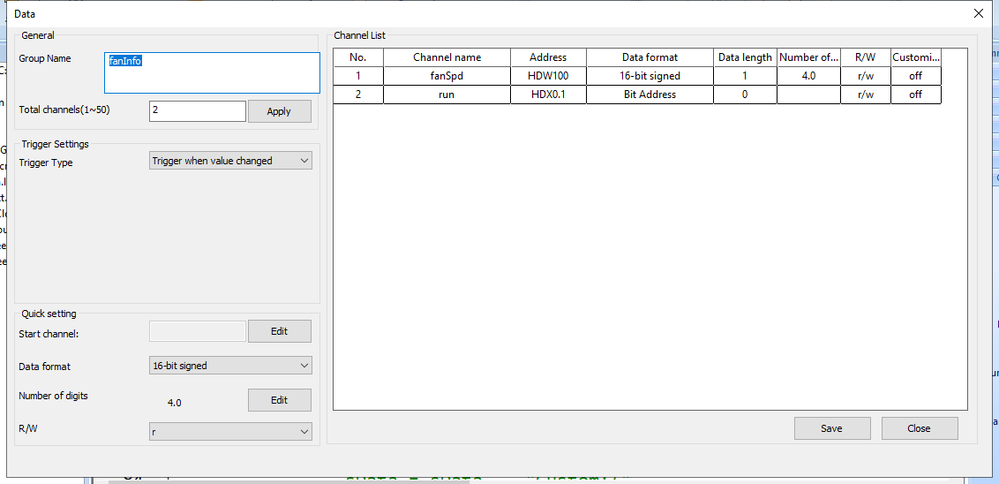 Data
General
Group Name
fanInfo
Total channels(1~50)
2
Apply
Trigger Settings
Trigger Type
Trigger when value changed
Quick setting
Start channel:
Edit
Data format
16-bit signed
Number of digits
4.0
Edit
R/W
r
Channel List
No. Channel name Address Data format Data length Number of... R/W Customi...
1 fanSpd HDW100 16-bit signed 1 4.0 r/w off
2 run HDX0.1 Bit Address 0 r/w off
Save
Close